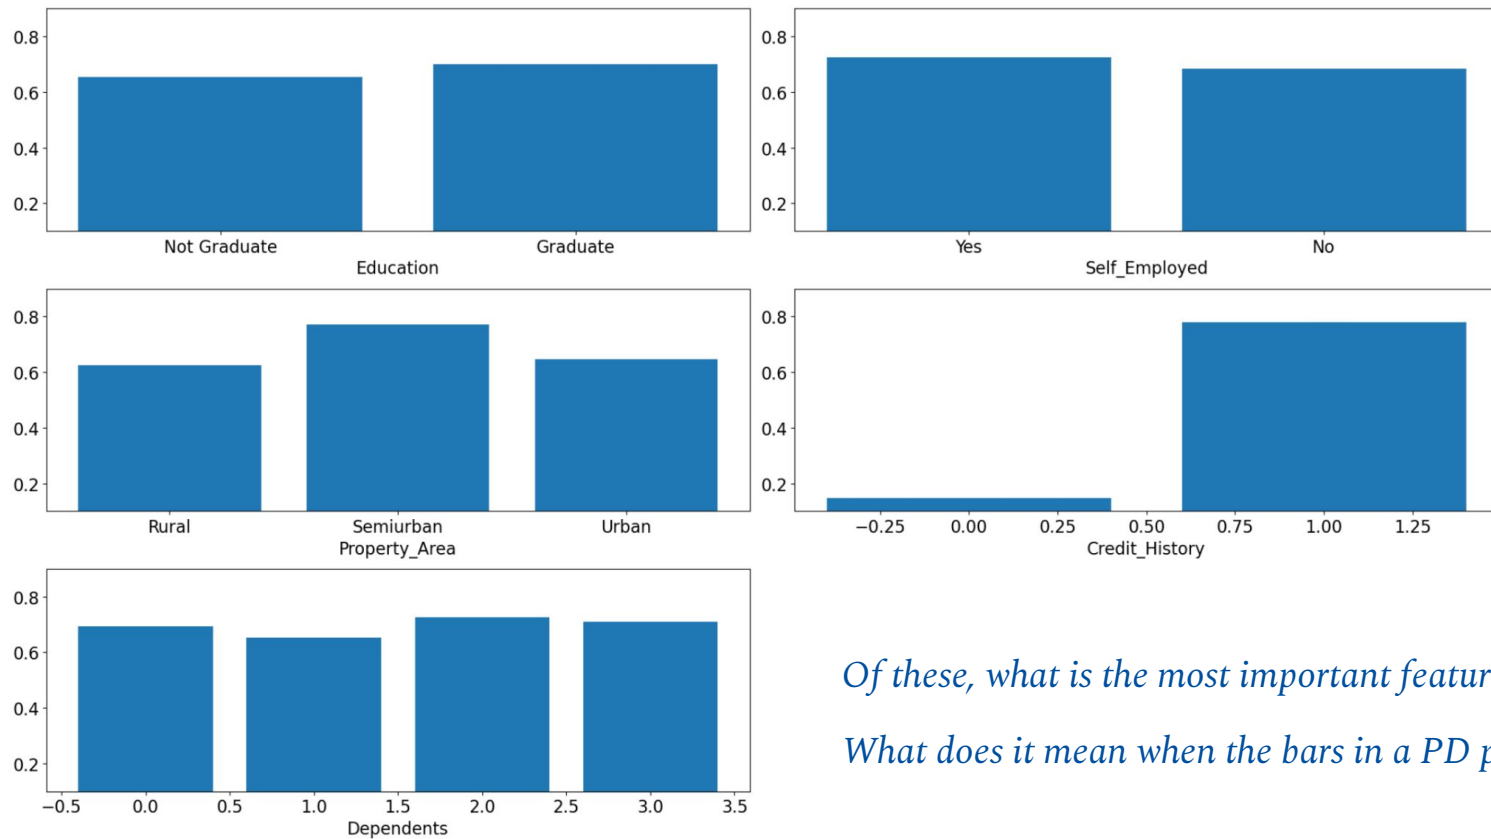 0.8
0.6
0.4
0.2
Not Graduate Graduate
Education
0.8
0.6
0.4
0.2
Yes No
Self_Employed
0.8
0.6
0.4
0.2
Rural Semiurban Urban
Property_Area
0.8
0.6
0.4
0.2
−0.25 0.00 0.25 0.50 0.75 1.00 1.25
Credit_History
0.8
0.6
0.4
0.2
−0.5 0.0 0.5 1.0 1.5 2.0 2.5 3.0 3.5
Dependents
Of these, what is the most important featur
What does it mean when the bars in a PD p